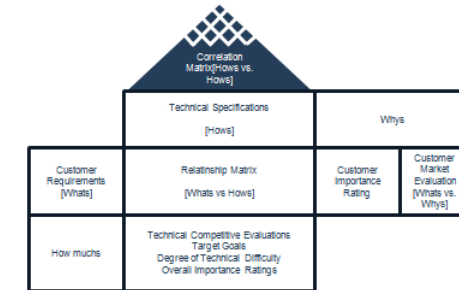 Correlation
Matrix[Hows vs.
Hows]
Technical Specifications
[Hows]
Whys
Customer
Requirements
[Whats]
Relatinship Matrix
[Whats vs Hows]
Customer
Importance
Rating
Customer
Market
Evaluation
[Whats vs.
Whys]
How muchs
Technical Competitive Evaluations
Target Goals
Degree of Technical Difficulty
Overall Importance Ratings